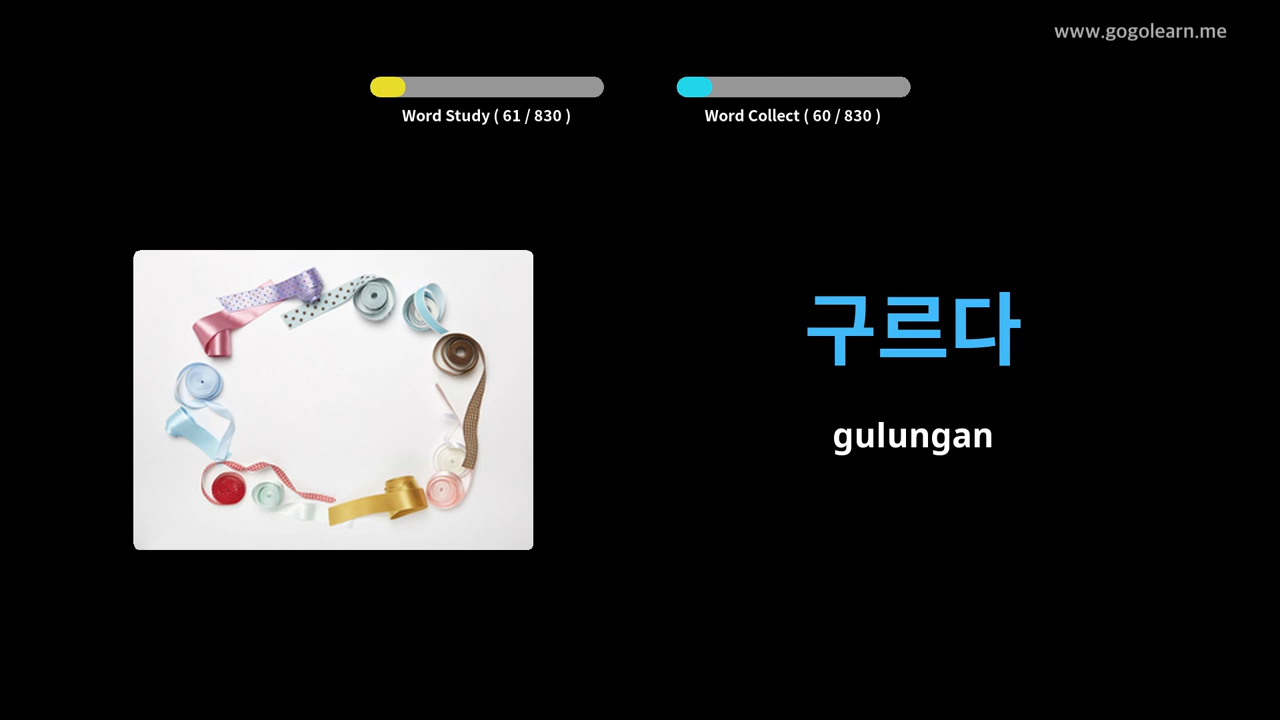 www.gogolearn.me
Word Study ( 61 / 830 )
Word Collect ( 60 / 830 )
구르다
gulungan